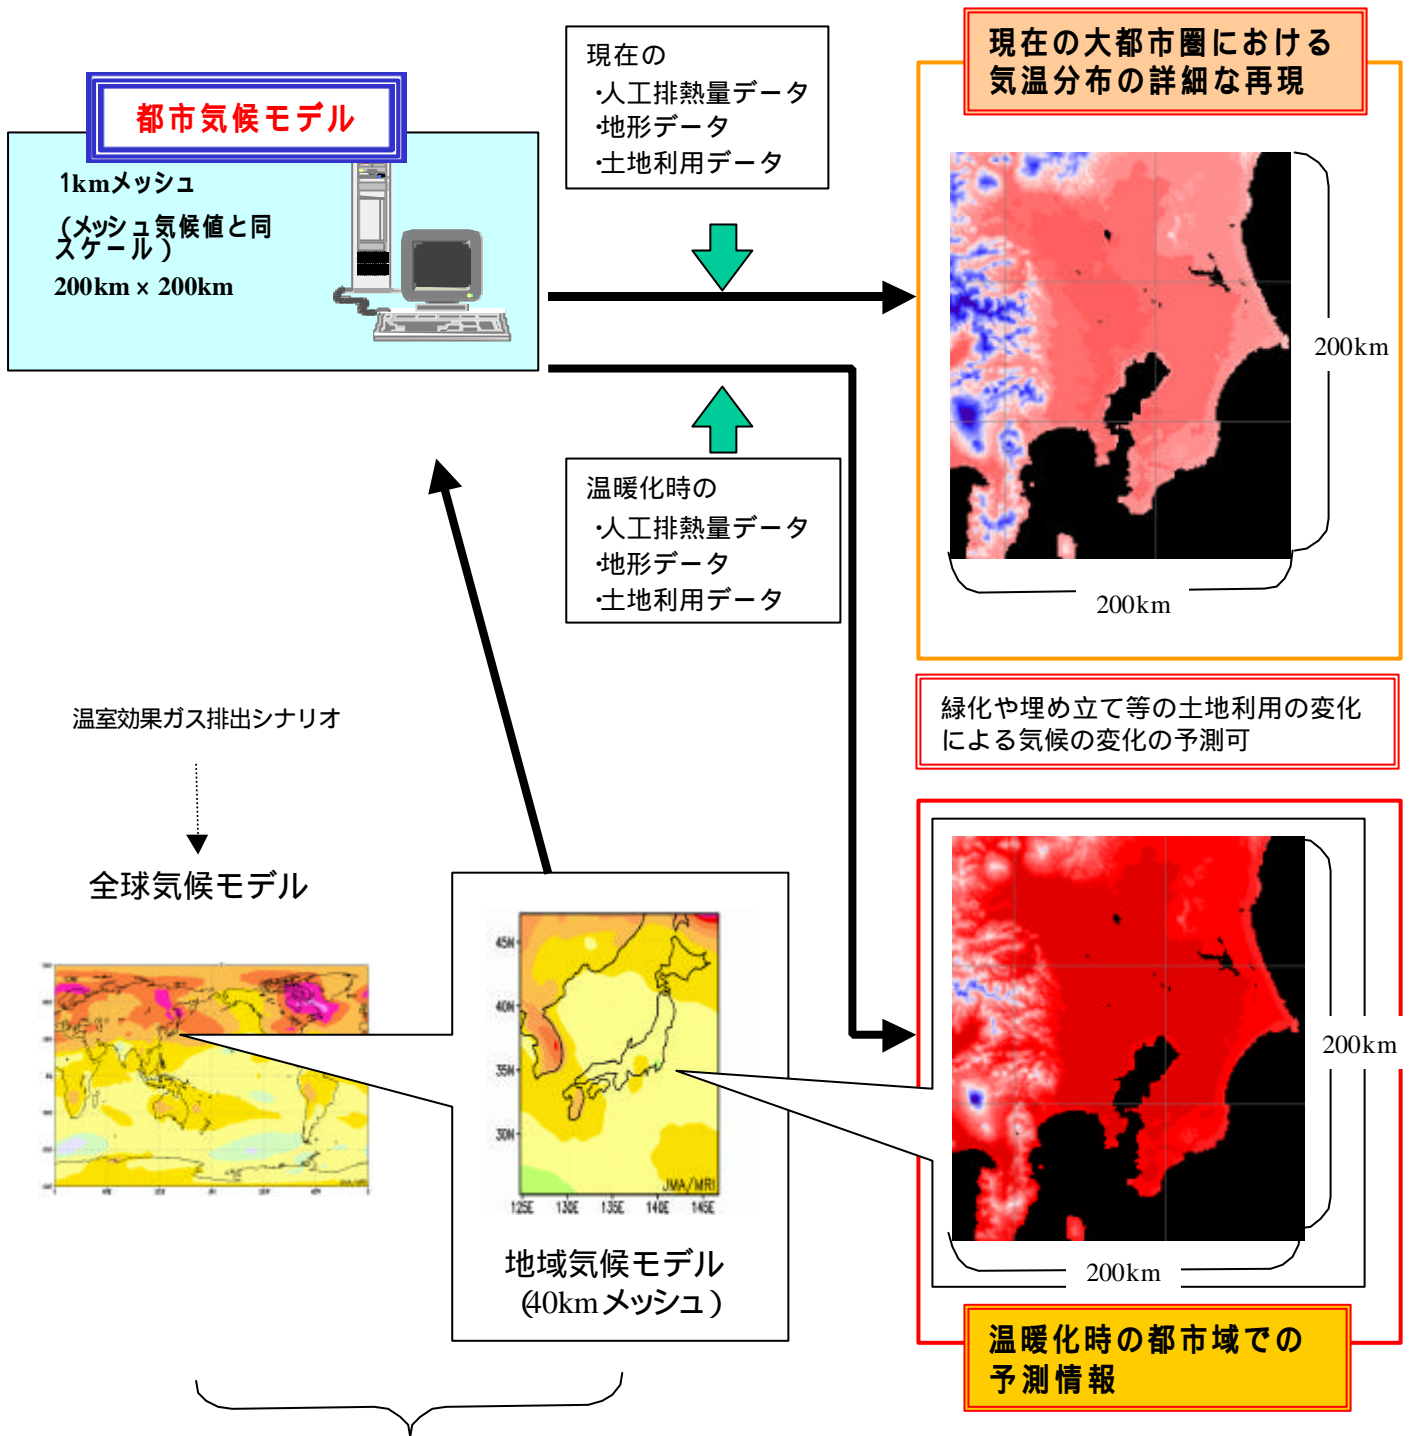 都市気候モデル
1kmメッシュ
(メッシュ気候値と同
スケール)
200km × 200km
現在の
・人工排熱量データ
・地形データ
・土地利用データ
現在の大都市圏における
気温分布の詳細な再現
200km
200km
温暖化時の
・人工排熱量データ
・地形データ
・土地利用データ
緑化や埋め立て等の土地利用の変化
による気候の変化の予測可
温室効果ガス排出シナリオ
全球気候モデル
45N
40N
35N
30N
JMA/MRI
125E 130E 135E 140E 145E
地域気候モデル
(40kmメッシュ)
200km
200km
温暖化時の都市域での
予測情報